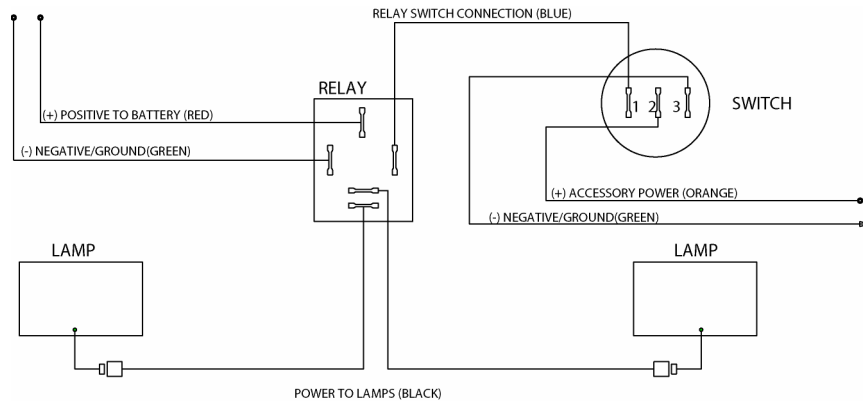 RELAY SWITCH CONNECTION (BLUE)
RELAY
SWITCH
1 2 3
(+) POSITIVE TO BATTERY (RED)
(-) NEGATIVE/GROUND(GREEN)
(+) ACCESSORY POWER (ORANGE)
(-) NEGATIVE/GROUND(GREEN)
LAMP
LAMP
POWER TO LAMPS (BLACK)